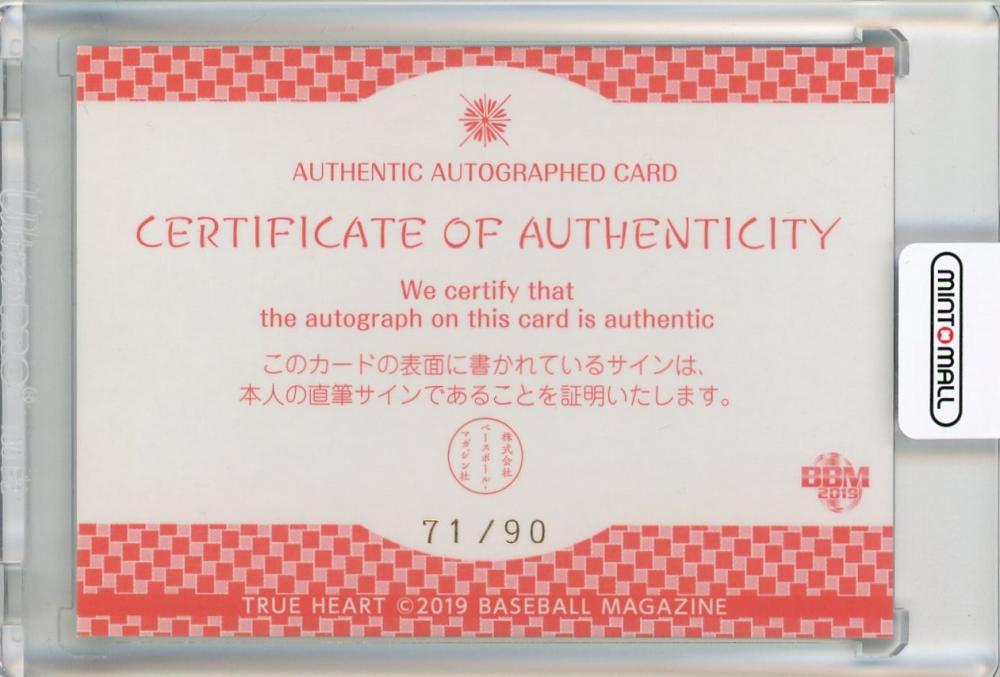 AUTHENTIC AUTOGRAPHED CARD
CERTIFICATE OF AUTHENTICITY
We certify that
the autograph on this card is authentic
このカードの表面に書かれているサインは、
本人の直筆サインであることを証明いたします。
株式会社
ベースボール・
マガジン社
BBM
2019
71/90
TRUE HEART ©2019 BASEBALL MAGAZINE
MINT MALL